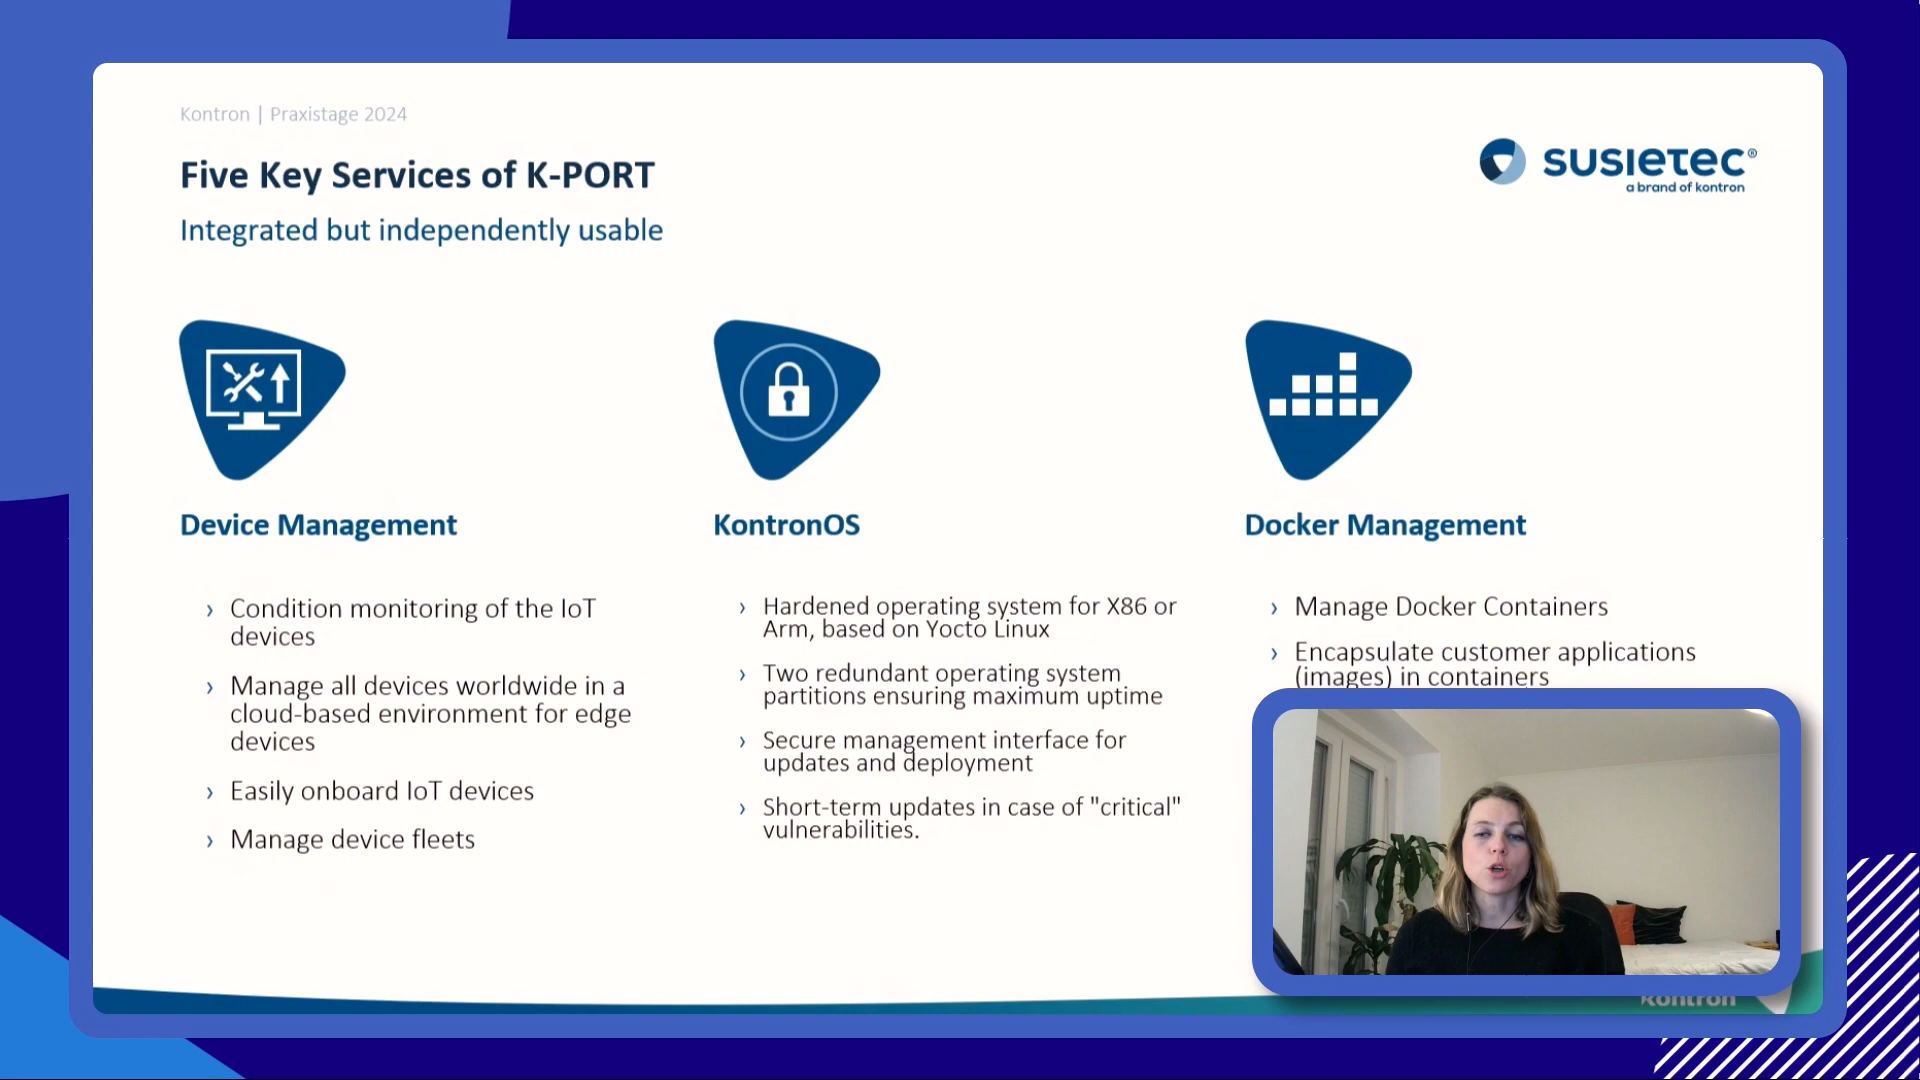 Kontron | Praxistage 2024
Five Key Services of K-PORT
Integrated but independently usable
susietec®
a brand of kontron
Device Management
› Condition monitoring of the IoT
devices
› Manage all devices worldwide in a
cloud-based environment for edge
devices
› Easily onboard IoT devices
› Manage device fleets
KontronOS
› Hardened operating system for X86 or
Arm, based on Yocto Linux
› Two redundant operating system
partitions ensuring maximum uptime
› Secure management interface for
updates and deployment
› Short-term updates in case of "critical"
vulnerabilities.
Docker Management
› Manage Docker Containers
› Encapsulate customer applications
(images) in containers
kontron